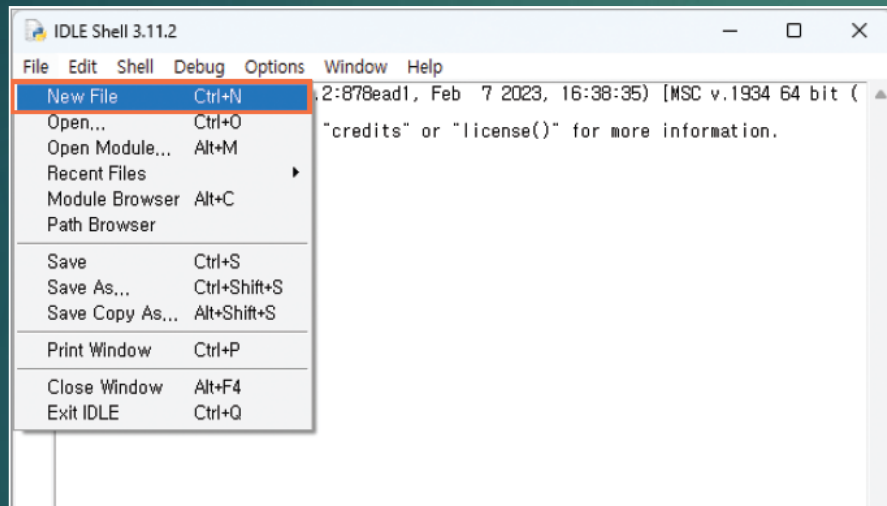 IDLE Shell 3.11.2
File Edit Shell Debug Options Window Help
New File Ctrl+N
.2:878ead1, Feb 7 2023, 16:38:35) [MSC v.1934 64 bit (
Open... Ctrl+O
"credits" or "license()" for more information.
Open Module... Alt+M
Recent Files
Module Browser Alt+C
Path Browser
Save Ctrl+S
Save As... Ctrl+Shift+S
Save Copy As... Alt+Shift+S
Print Window Ctrl+P
Close Window Alt+F4
Exit IDLE Ctrl+Q